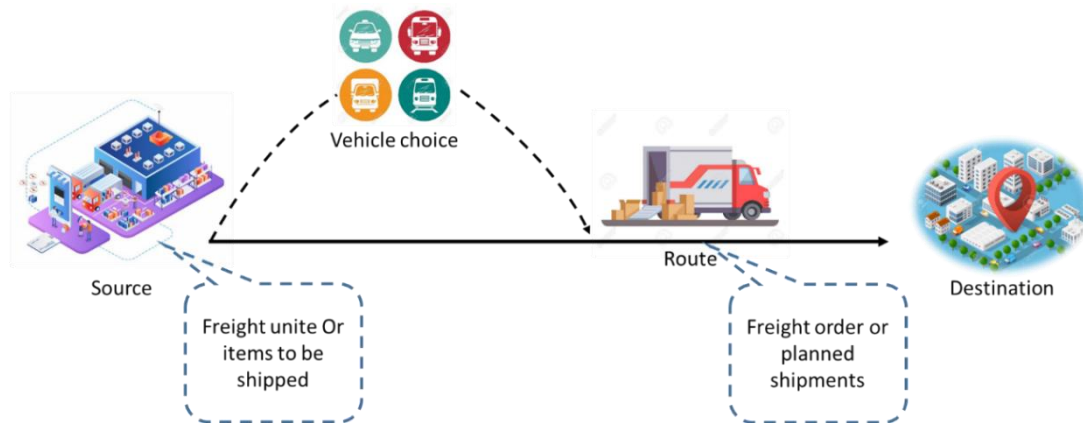 Vehicle choice
Source
Route
Destination
Freight unite Or
items to be
shipped
Freight order or
planned
shipments